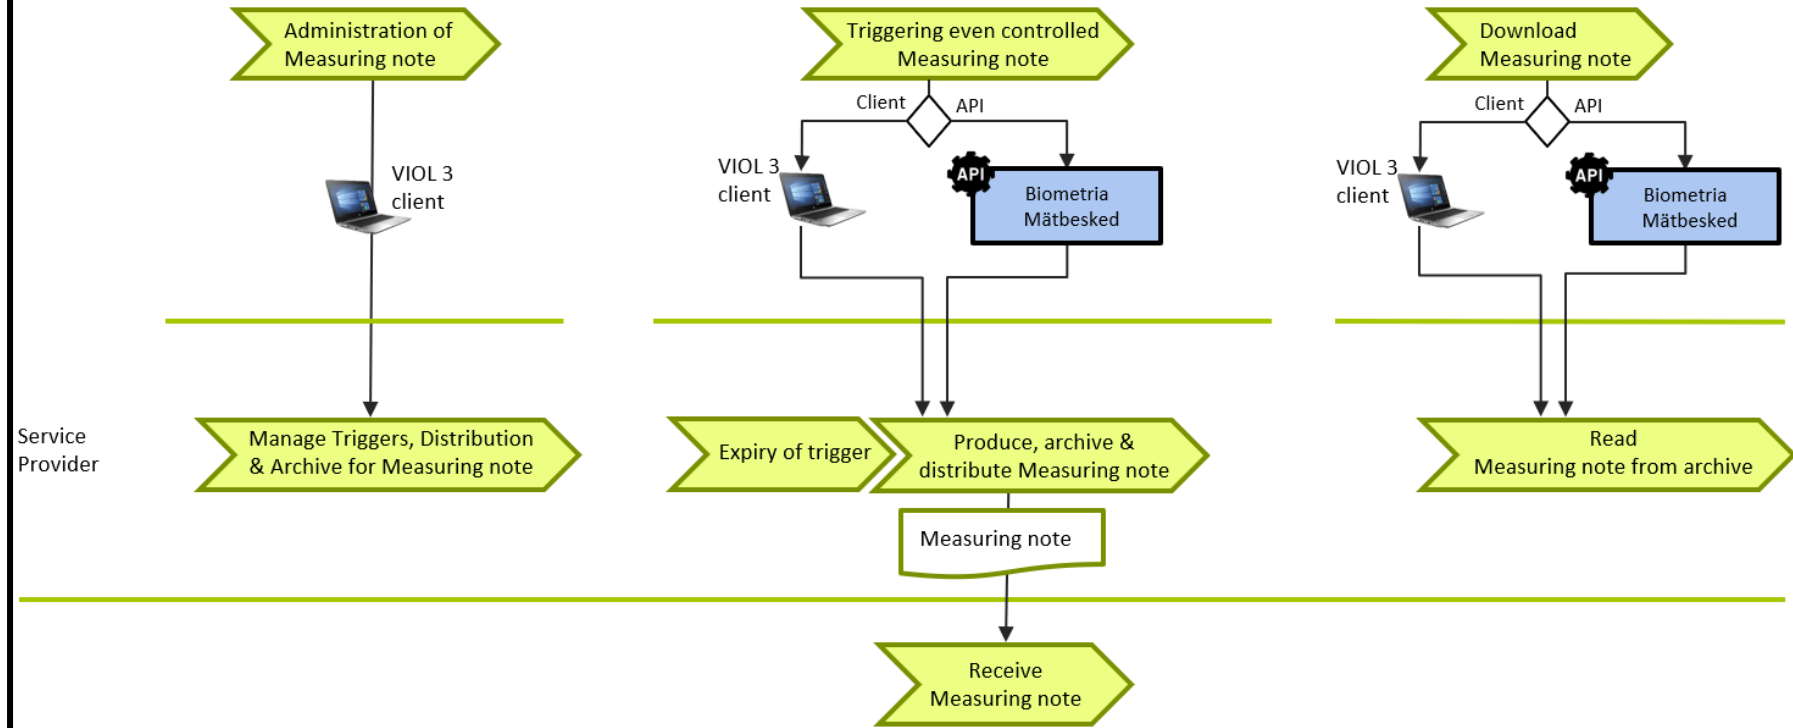 Administration of
Measuring note
Triggering even controlled
Measuring note
Download
Measuring note
Client
API
Client
API
VIOL 3
client
VIOL 3
client
API
Biometria
Mätbesked
VIOL 3
client
API
Biometria
Mätbesked
Service
Provider
Manage Triggers, Distribution
& Archive for Measuring note
Expiry of trigger
Produce, archive &
distribute Measuring note
Read
Measuring note from archive
Measuring note
Receive
Measuring note